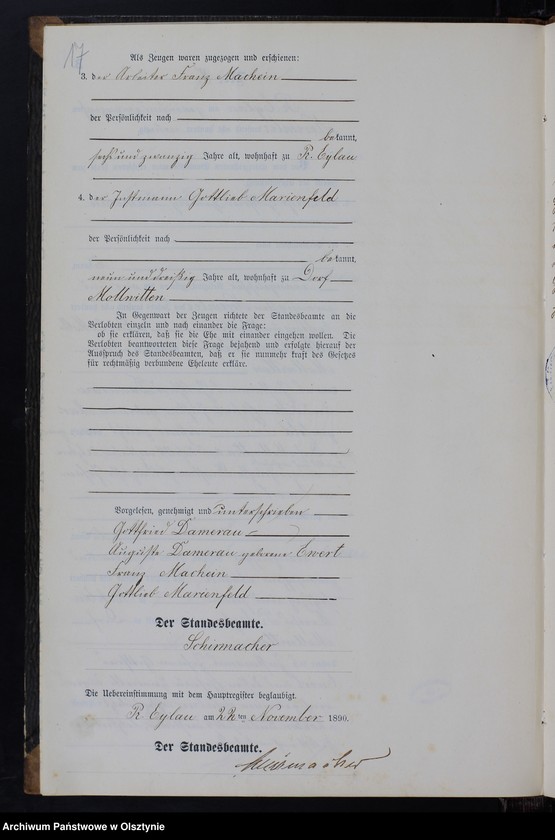 17
Als Zeugen waren zugezogen und erschienen:
3. der Arbeiter Franz Machein
der Persönlichkeit nach
bekannt,
sechs und zwanzig Jahre alt, wohnhaft zu R. Eylau
4. der Instmann Gottlieb Marienfeld
der Persönlichkeit nach
bekannt,
neun und dreißig Jahre alt, wohnhaft zu Dorf
Mollwitten
In Gegenwart der Zeugen richtete der Standesbeamte an die
Verlobten einzeln und nach einander die Frage:
ob sie erklären, daß sie die Ehe mit einander eingehen wollen. Die
Verlobten beantworteten diese Frage bejahend und erfolgte hierauf der
Ausspruch des Standesbeamten, daß er sie nunmehr kraft des Gesetzes
für rechtmäßig verbundene Eheleute erkläre.
Vorgelesen, genehmigt und unterschrieben
Gottfried Damerau
Auguste Damerau geborene Ewert
Franz Machein
Gottlieb Marienfeld
Der Standesbeamte.
Schirmacher
Die Uebereinstimmung mit dem Hauptregister beglaubigt.
R. Eylau am 22ten November 1890.
Der Standesbeamte.
Schirmacher
Archiwum Państwowe w Olsztynie